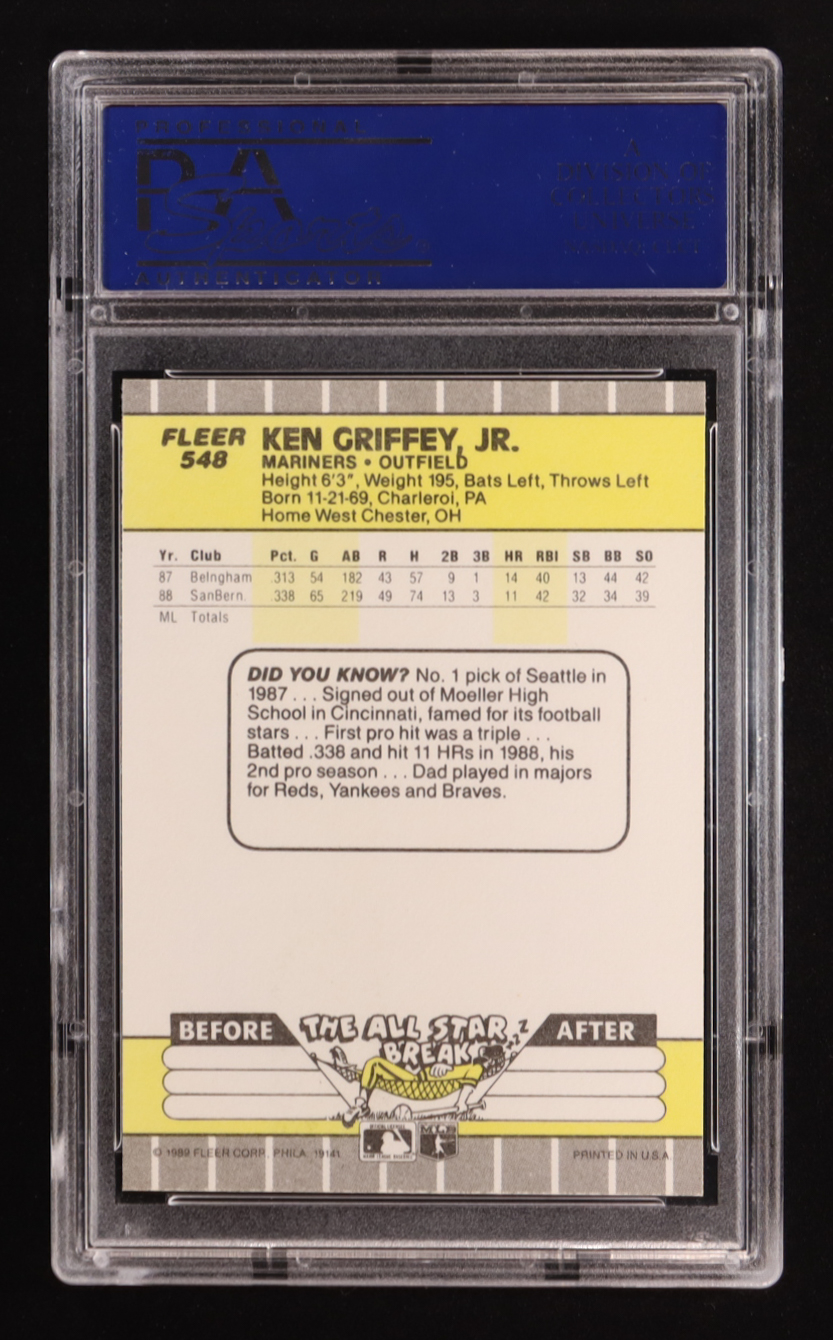 PROFESSIONAL
PSA
AUTHENTICATOR
A
DIVISION OF
COLLECTORS
UNIVERSE
FLEER
548
KEN GRIFFEY, JR.
MARINERS • OUTFIELD
Height 6'3", Weight 195, Bats Left, Throws Left
Born 11-21-69, Charleroi, PA
Home West Chester, OH
Yr. Club Pct. G AB R H 2B 3B HR RBI SB BB SO
87 Belngham .313 54 182 43 57 9 1 14 40 13 44 42
88 SanBern. .338 65 219 49 74 13 3 11 42 32 34 39
ML Totals
DID YOU KNOW? No. 1 pick of Seattle in
1987 . . . Signed out of Moeller High
School in Cincinnati, famed for its football
stars . . . First pro hit was a triple . . .
Batted .338 and hit 11 HRs in 1988, his
2nd pro season . . . Dad played in majors
for Reds, Yankees and Braves.
BEFORE
THE ALL STAR
BREAK
ZZZ
AFTER
© 1989 FLEER CORP. PHILA. 19141
PRINTED IN U.S.A.